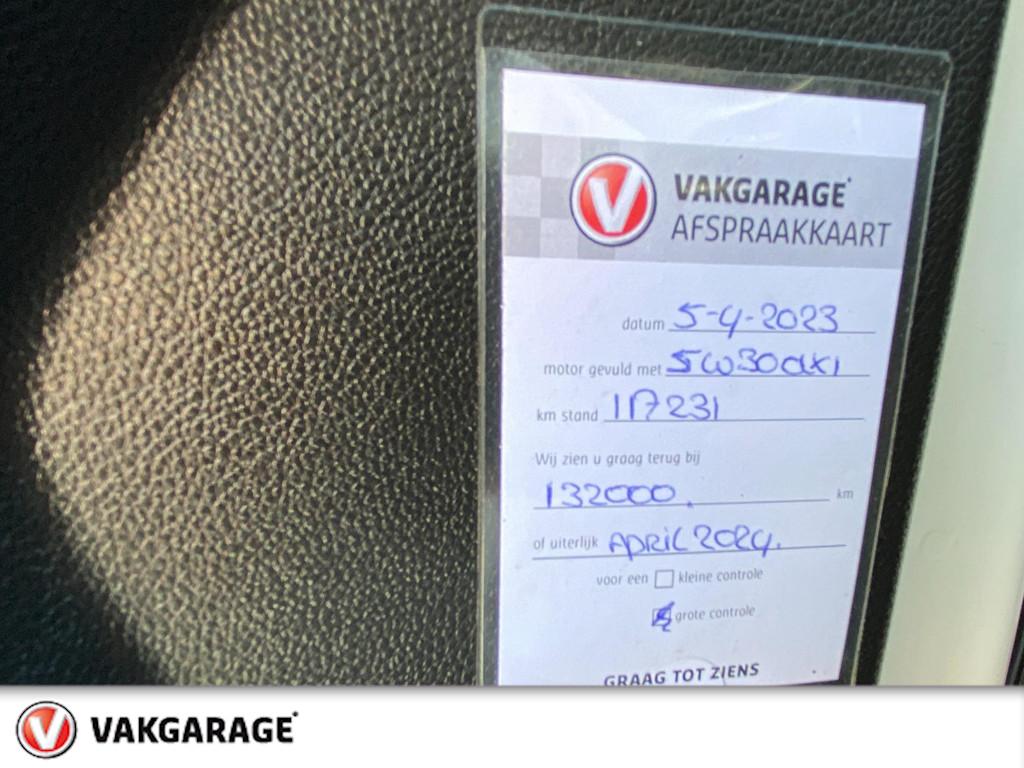 VAKGARAGE
AFSPRAAKKAART
datum 5-4-2023
motor gevuld met 5W30 dx1
km stand 117231
Wij zien u graag terug bij
132000. km
of uiterlijk APRIL 2024.
voor een kleine controle
grote controle
GRAAG TOT ZIENS
VAKGARAGE